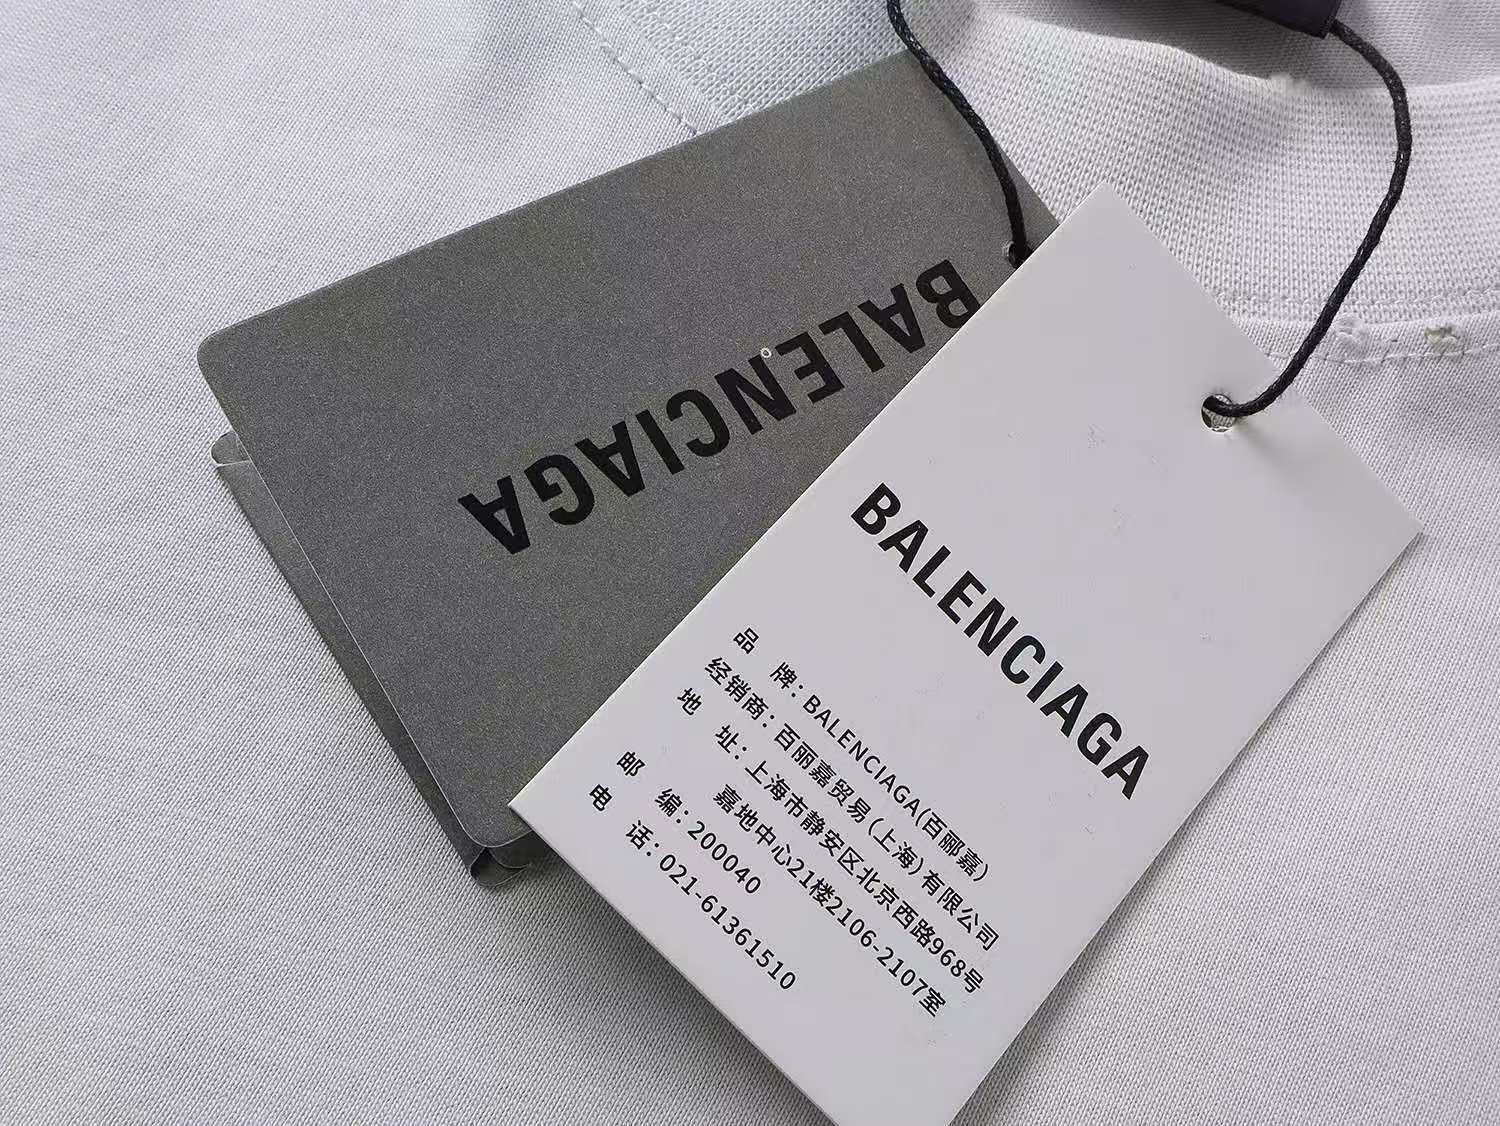 BALENCIAGA
BALENCIAGA
品 牌：BALENCIAGA(百郦嘉)
经销商：百丽嘉贸易(上海)有限公司
地 址：上海市静安区北京西路968号
嘉地中心21楼2106-2107室
邮 编：200040
电 话：021-61361510